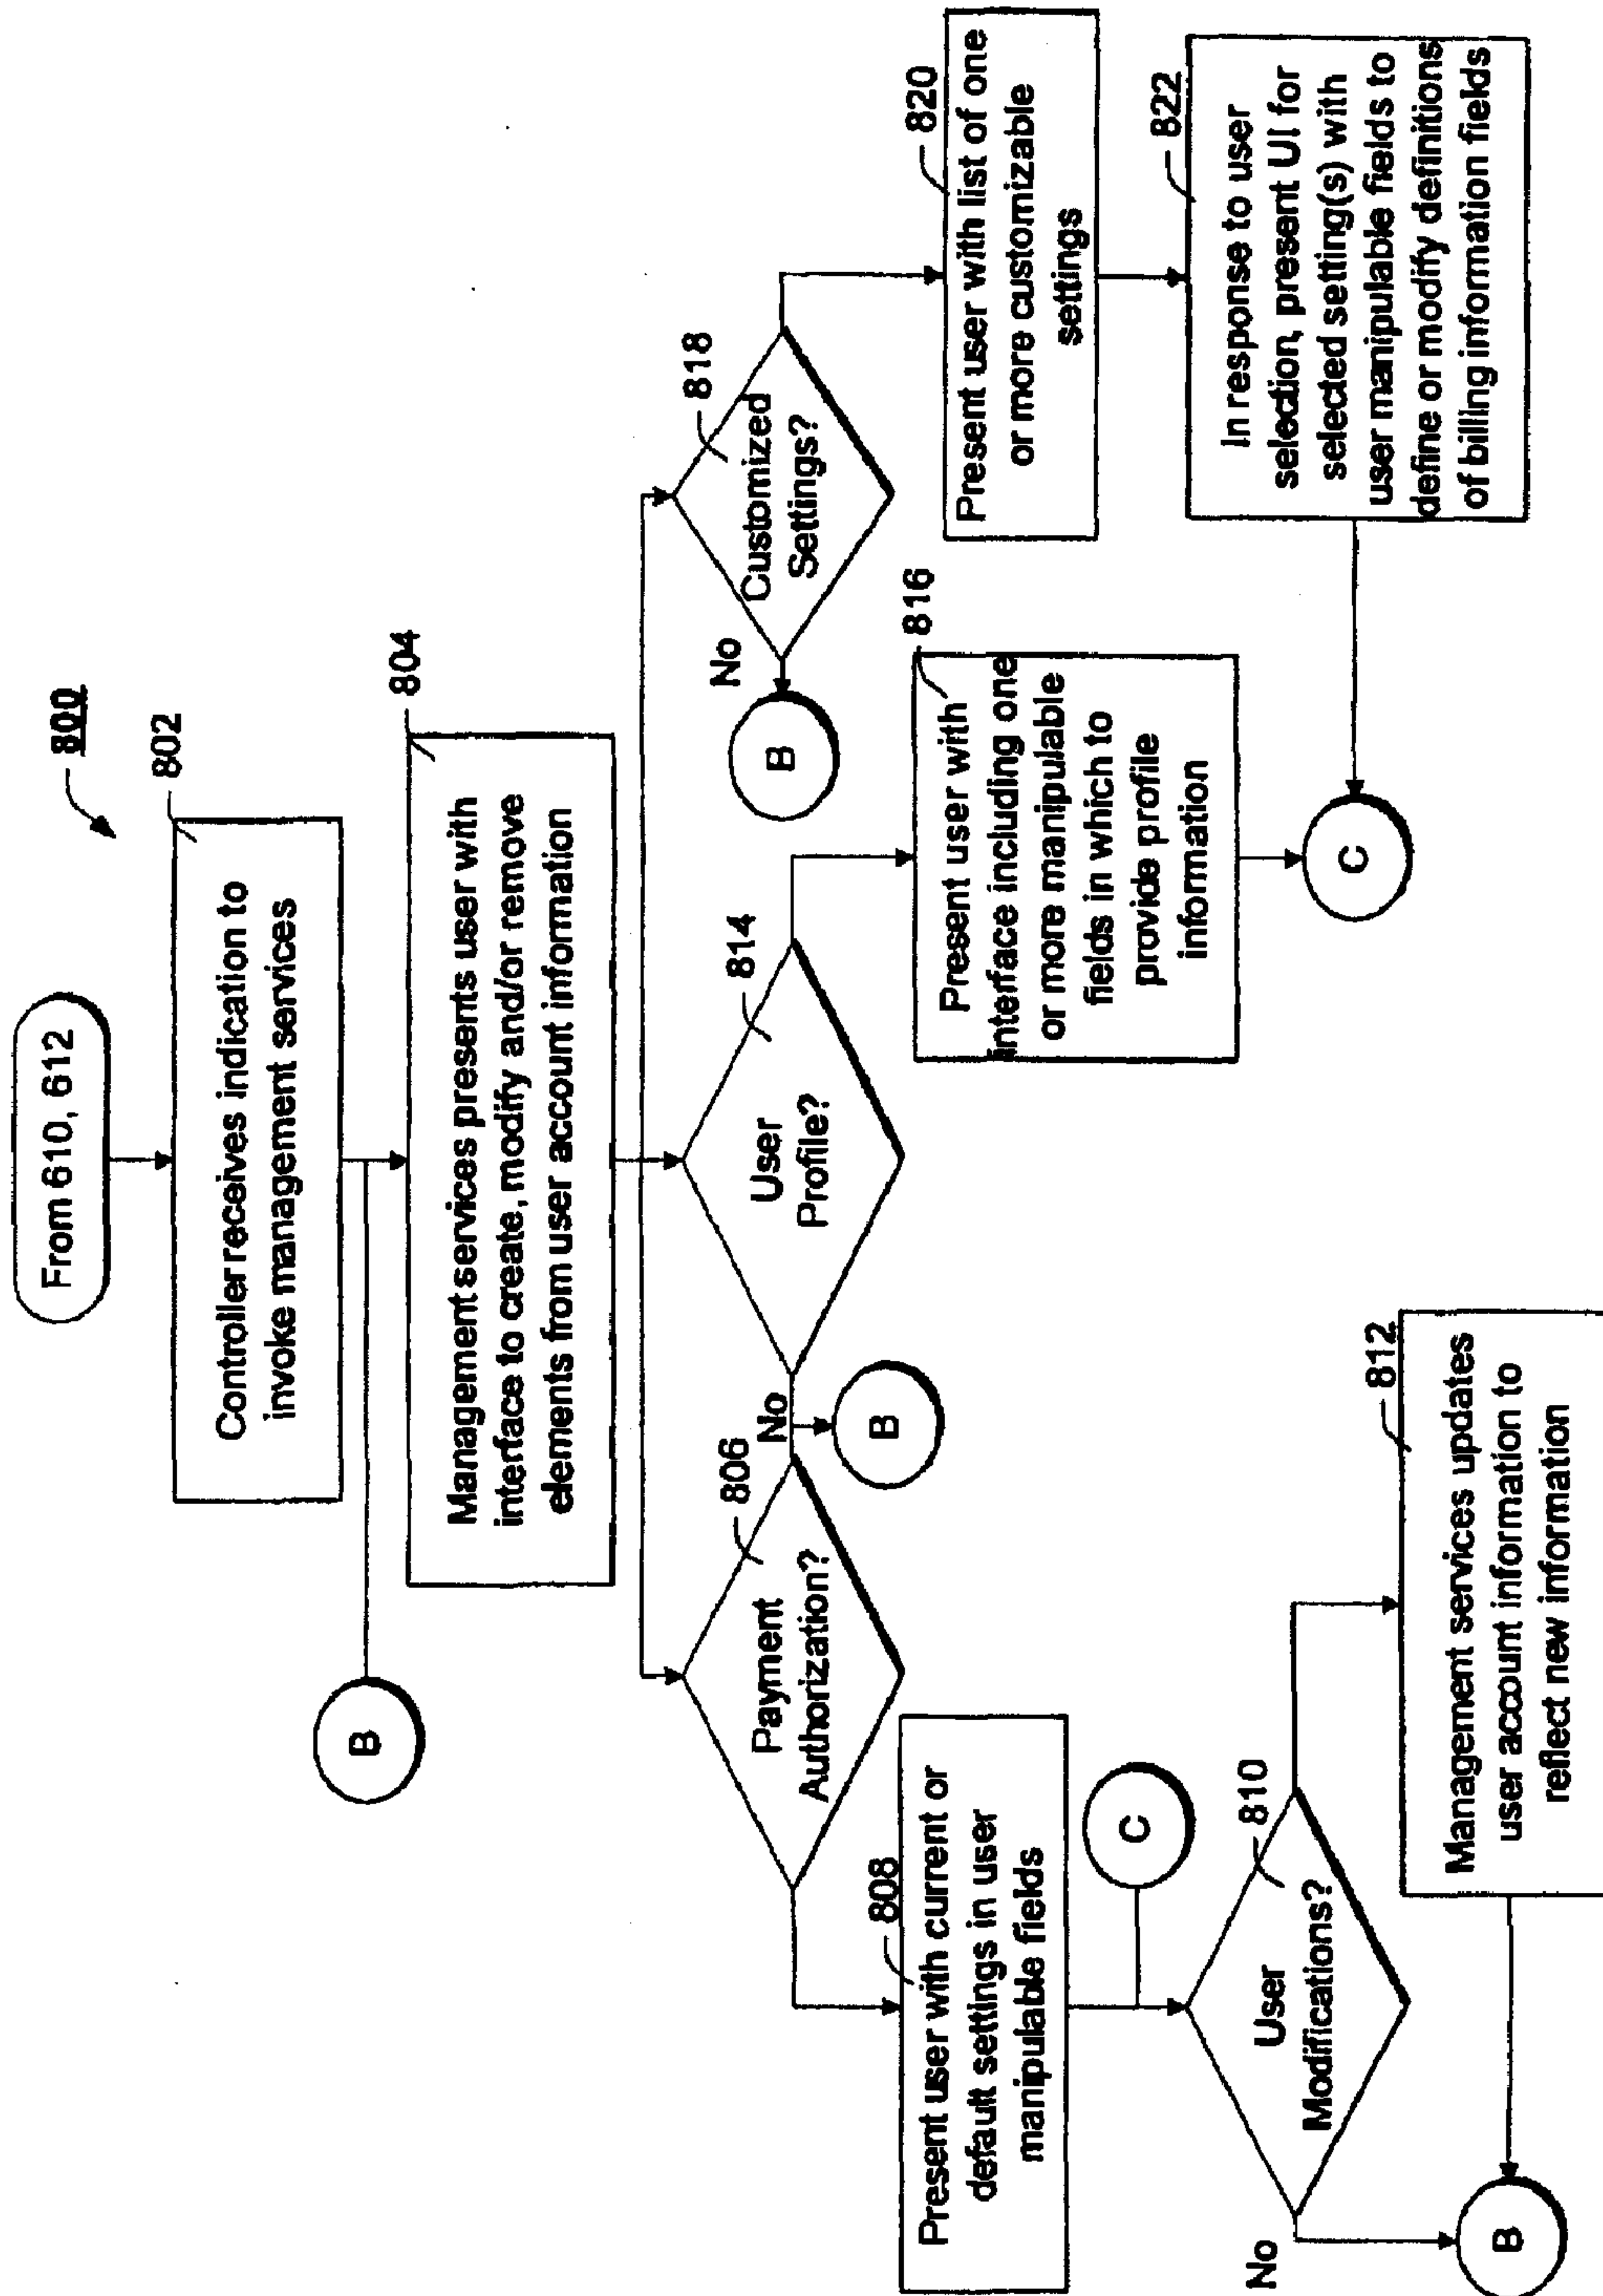 800
From 610, 612
802
Controller receives indication to
invoke management services
B
804
Management services presents user with
interface to create, modify and/or remove
elements from user account information
806
Payment
Authorization?
No
B
814
User
Profile?
818
Customized
Settings?
No
B
808
Present user with current or
default settings in user
manipulable fields
C
810
User
Modifications?
No
B
812
Management services updates
user account information to
reflect new information
816
Present user with
interface including one
or more manipulable
fields in which to
provide profile
information
C
820
Present user with list of one
or more customizable
settings
822
In response to user
selection, present UI for
selected setting(s) with
user manipulable fields to
define or modify definitions
of billing information fields